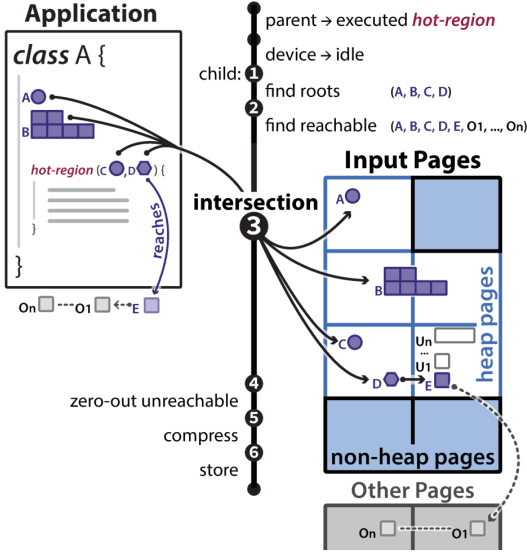 Application
class A {
A
B
hot-region (C , D ) {
}
}
reaches
On O1 E
parent → executed hot-region
device → idle
child: 1
find roots (A, B, C, D)
2
find reachable (A, B, C, D, E, O1, ..., On)
intersection
3
4
zero-out unreachable
5
compress
6
store
Input Pages
A
B
C
Un
...
U1
D E
heap pages
non-heap pages
Other Pages
On O1